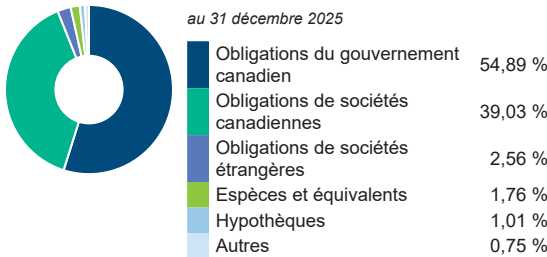 au 31 décembre 2025
Obligations du gouvernement
canadien 54,89 %
Obligations de sociétés
canadiennes 39,03 %
Obligations de sociétés
étrangères 2,56 %
Espèces et équivalents 1,76 %
Hypothèques 1,01 %
Autres 0,75 %